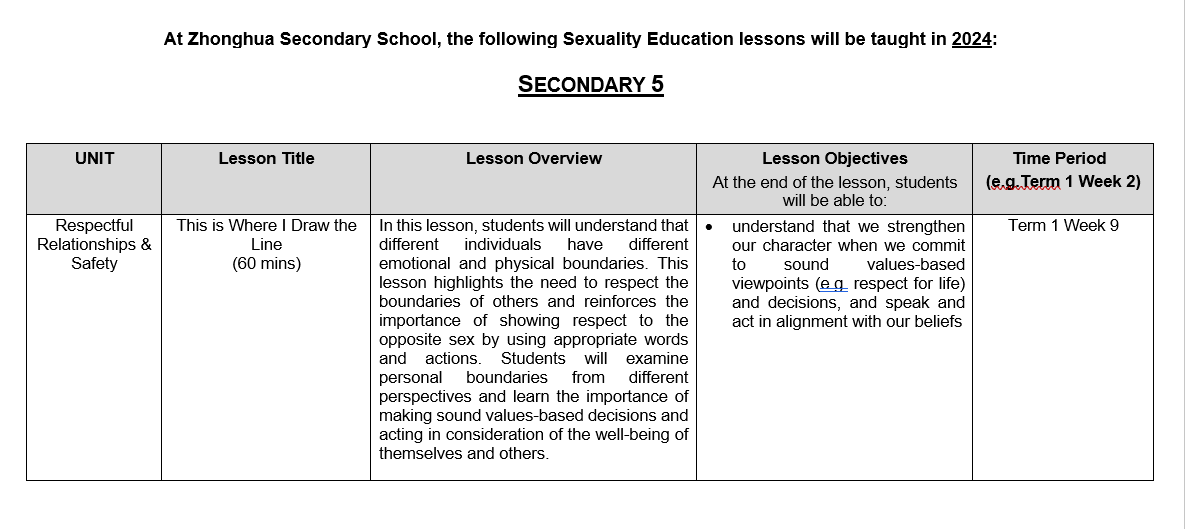 At Zhonghua Secondary School, the following Sexuality Education lessons will be taught in 2024:
SECONDARY 5
UNIT
Lesson Title
Lesson Overview
Lesson Objectives
At the end of the lesson, students
will be able to:
Time Period
(e.g.Term 1 Week 2)
Respectful
Relationships &
Safety
This is Where I Draw the
Line
(60 mins)
In this lesson, students will understand that
different individuals have different
emotional and physical boundaries. This
lesson highlights the need to respect the
boundaries of others and reinforces the
importance of showing respect to the
opposite sex by using appropriate words
and actions. Students will examine
personal boundaries from different
perspectives and learn the importance of
making sound values-based decisions and
acting in consideration of the well-being of
themselves and others.
• understand that we strengthen
our character when we commit
to sound values-based
viewpoints (e.g. respect for life)
and decisions, and speak and
act in alignment with our beliefs
Term 1 Week 9